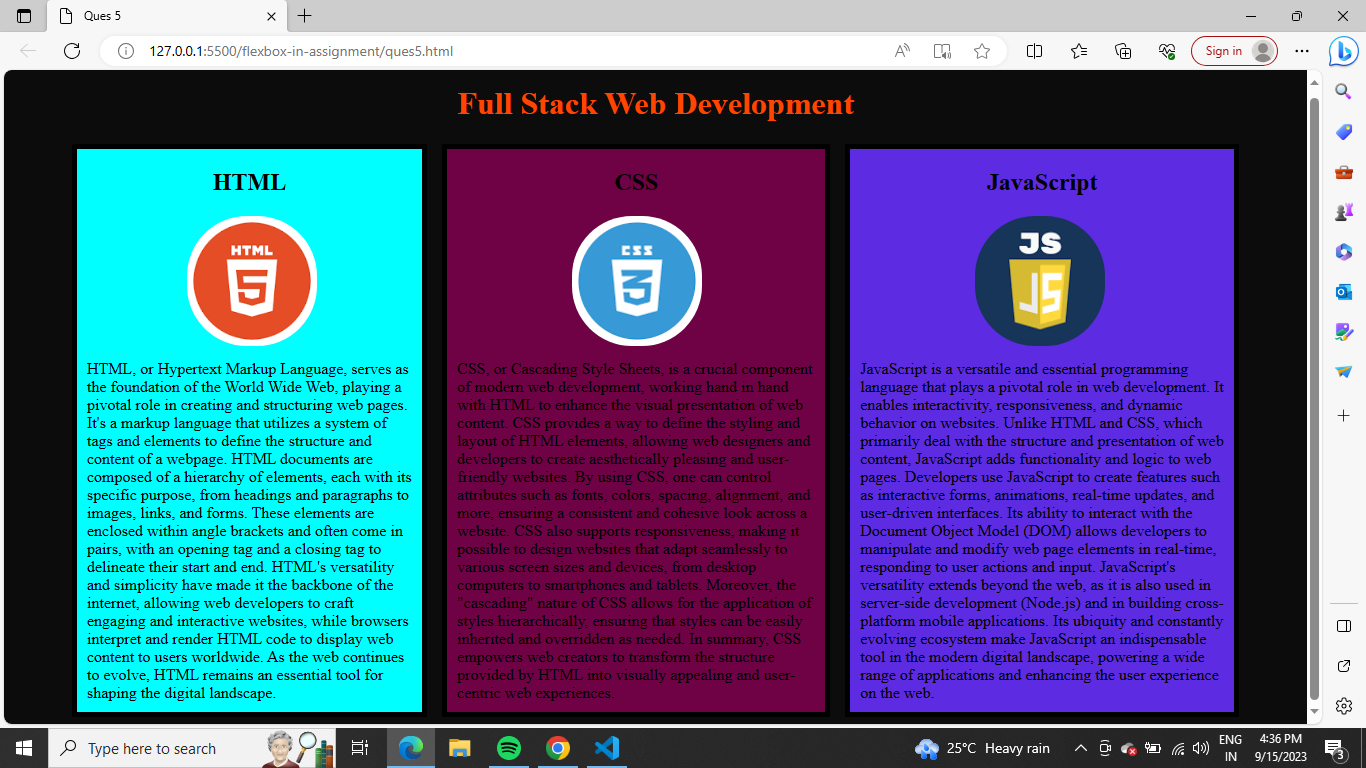 Ques 5
127.0.0.1:5500/flexbox-in-assignment/ques5.html
Sign in
Full Stack Web Development
HTML
HTML
5
HTML, or Hypertext Markup Language, serves as
the foundation of the World Wide Web, playing a
pivotal role in creating and structuring web pages.
It's a markup language that utilizes a system of
tags and elements to define the structure and
content of a webpage. HTML documents are
composed of a hierarchy of elements, each with its
specific purpose, from headings and paragraphs to
images, links, and forms. These elements are
enclosed within angle brackets and often come in
pairs, with an opening tag and a closing tag to
delineate their start and end. HTML's versatility
and simplicity have made it the backbone of the
internet, allowing web developers to craft
engaging and interactive websites, while browsers
interpret and render HTML code to display web
content to users worldwide. As the web continues
to evolve, HTML remains an essential tool for
shaping the digital landscape.
CSS
CSS
3
CSS, or Cascading Style Sheets, is a crucial component
of modern web development, working hand in hand
with HTML to enhance the visual presentation of web
content. CSS provides a way to define the styling and
layout of HTML elements, allowing web designers and
developers to create aesthetically pleasing and user-
friendly websites. By using CSS, one can control
attributes such as fonts, colors, spacing, alignment, and
more, ensuring a consistent and cohesive look across a
website. CSS also supports responsiveness, making it
possible to design websites that adapt seamlessly to
various screen sizes and devices, from desktop
computers to smartphones and tablets. Moreover, the
"cascading" nature of CSS allows for the application of
styles hierarchically, ensuring that styles can be easily
inherited and overridden as needed. In summary, CSS
empowers web creators to transform the structure
provided by HTML into visually appealing and user-
centric web experiences.
JavaScript
JS
JS
JavaScript is a versatile and essential programming
language that plays a pivotal role in web development. It
enables interactivity, responsiveness, and dynamic
behavior on websites. Unlike HTML and CSS, which
primarily deal with the structure and presentation of web
content, JavaScript adds functionality and logic to web
pages. Developers use JavaScript to create features such
as interactive forms, animations, real-time updates, and
user-driven interfaces. Its ability to interact with the
Document Object Model (DOM) allows developers to
manipulate and modify web page elements in real-time,
responding to user actions and input. JavaScript's
versatility extends beyond the web, as it is also used in
server-side development (Node.js) and in building cross-
platform mobile applications. Its ubiquity and constantly
evolving ecosystem make JavaScript an indispensable
tool in the modern digital landscape, powering a wide
range of applications and enhancing the user experience
on the web.
Type here to search
25°C Heavy rain
ENG
IN
4:36 PM
9/15/2023
3